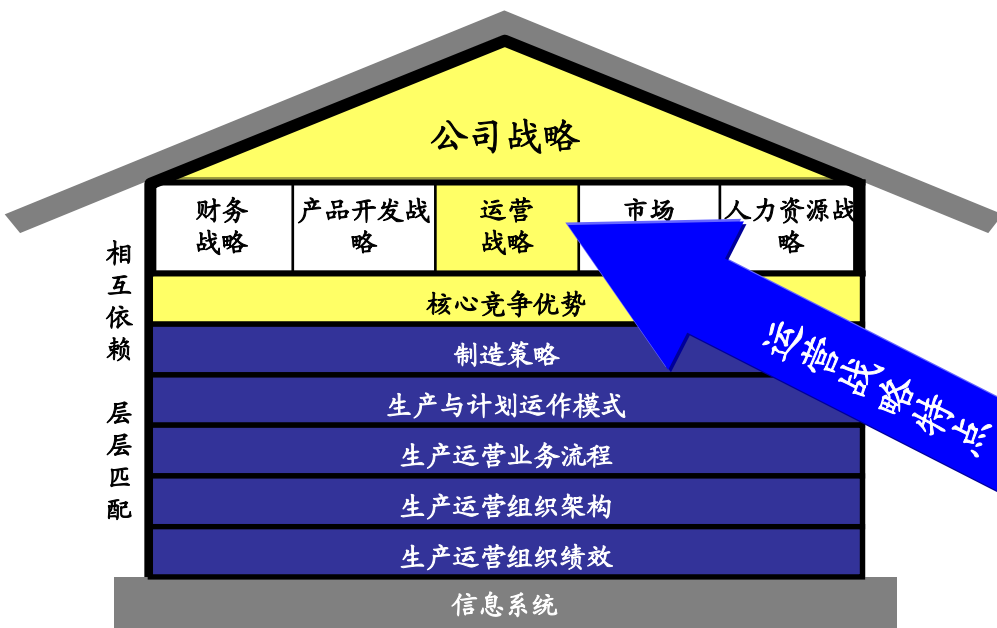 公司战略
财务
战略
产品开发战
略
运营
战略
市场
人力资源战
略
核心竞争优势
制造策略
生产与计划运作模式
生产运营业务流程
生产运营组织架构
生产运营组织绩效
信息系统
相互依赖 层层匹配
运营战略特点